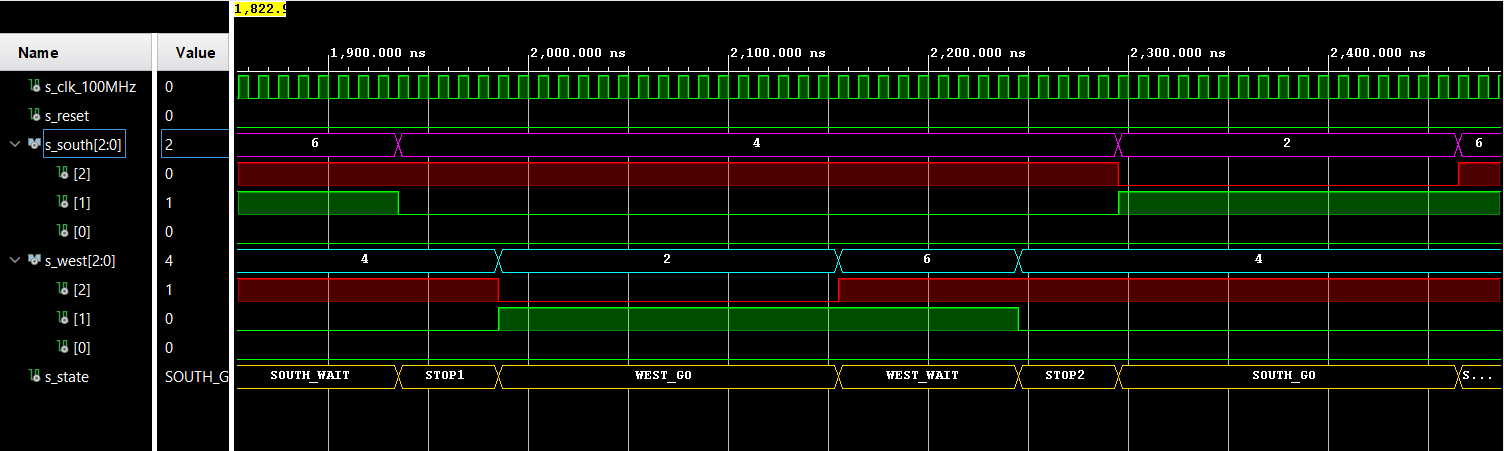 1,822.9
Name Value 1,900.000 ns 2,000.000 ns 2,100.000 ns 2,200.000 ns 2,300.000 ns 2,400.000 ns
s_clk_100MHz 0
s_reset 0
s_south[2:0] 2 6 4 2 6
[2] 0
[1] 1
[0] 0
s_west[2:0] 4 4 2 6 4
[2] 1
[1] 0
[0] 0
s_state SOUTH_G SOUTH_WAIT STOP1 WEST_GO WEST_WAIT STOP2 SOUTH_GO S...